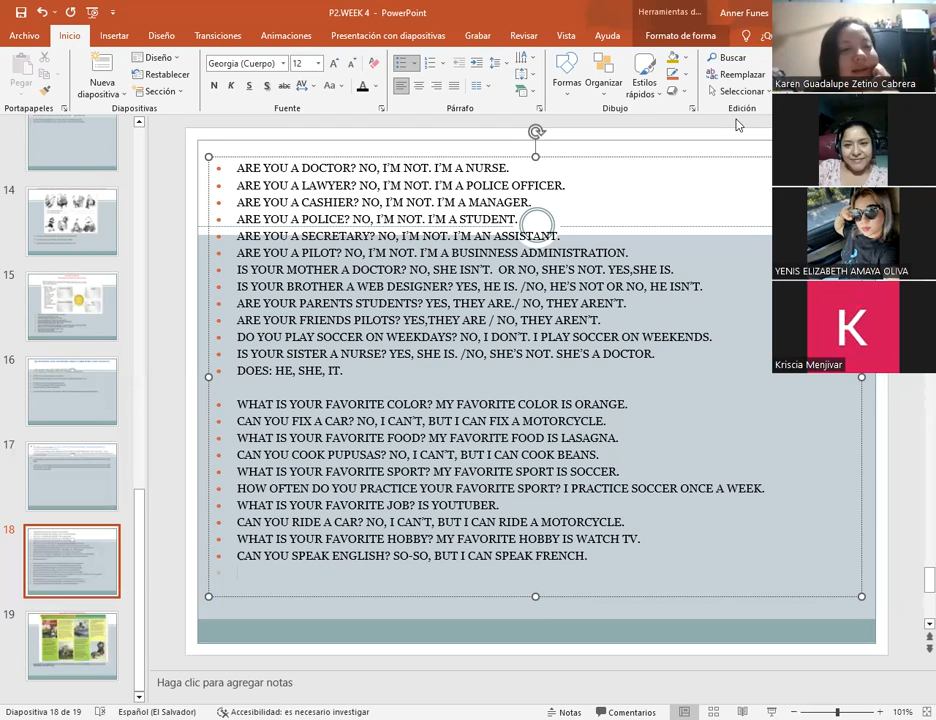 P2.WEEK 4 - PowerPoint
Herramientas d...
Anner Funes
Archivo
Inicio
Insertar
Diseño
Transiciones
Animaciones
Presentación con diapositivas
Grabar
Revisar
Vista
Ayuda
Formato de forma
¿Qu
Pegar
Nueva diapositiva
Diseño
Restablecer
Sección
Georgia (Cuerpo)
12
N K S abc AV Aa A
Formas
Organizar
Estilos rápidos
Buscar
Reemplazar
Seleccionar
Portapapeles
Diapositivas
Fuente
Párrafo
Dibujo
Edición
Karen Guadalupe Zetino Cabrera
YENIS ELIZABETH AMAYA OLIVA
K
Kriscia Menjivar
14
15
16
17
18
19
• ARE YOU A DOCTOR? NO, I'M NOT. I'M A NURSE.
• ARE YOU A LAWYER? NO, I'M NOT. I'M A POLICE OFFICER.
• ARE YOU A CASHIER? NO, I'M NOT. I'M A MANAGER.
• ARE YOU A POLICE? NO, I'M NOT. I'M A STUDENT.
• ARE YOU A SECRETARY? NO, I'M NOT. I'M AN ASSISTANT.
• ARE YOU A PILOT? NO, I'M NOT. I'M A BUSINNESS ADMINISTRATION.
• IS YOUR MOTHER A DOCTOR? NO, SHE ISN'T. OR NO, SHE'S NOT. YES,SHE IS.
• IS YOUR BROTHER A WEB DESIGNER? YES, HE IS. /NO, HE'S NOT OR NO, HE ISN'T.
• ARE YOUR PARENTS STUDENTS? YES, THEY ARE./ NO, THEY AREN'T.
• ARE YOUR FRIENDS PILOTS? YES,THEY ARE / NO, THEY AREN'T.
• DO YOU PLAY SOCCER ON WEEKDAYS? NO, I DON'T. I PLAY SOCCER ON WEEKENDS.
• IS YOUR SISTER A NURSE? YES, SHE IS. /NO, SHE'S NOT. SHE'S A DOCTOR.
• DOES: HE, SHE, IT.
• WHAT IS YOUR FAVORITE COLOR? MY FAVORITE COLOR IS ORANGE.
• CAN YOU FIX A CAR? NO, I CAN'T, BUT I CAN FIX A MOTORCYCLE.
• WHAT IS YOUR FAVORITE FOOD? MY FAVORITE FOOD IS LASAGNA.
• CAN YOU COOK PUPUSAS? NO, I CAN'T, BUT I CAN COOK BEANS.
• WHAT IS YOUR FAVORITE SPORT? MY FAVORITE SPORT IS SOCCER.
• HOW OFTEN DO YOU PRACTICE YOUR FAVORITE SPORT? I PRACTICE SOCCER ONCE A WEEK.
• WHAT IS YOUR FAVORITE JOB? IS YOUTUBER.
• CAN YOU RIDE A CAR? NO, I CAN'T, BUT I CAN RIDE A MOTORCYCLE.
• WHAT IS YOUR FAVORITE HOBBY? MY FAVORITE HOBBY IS WATCH TV.
• CAN YOU SPEAK ENGLISH? SO-SO, BUT I CAN SPEAK FRENCH.
Haga clic para agregar notas
Diapositiva 18 de 19
Español (El Salvador)
Accesibilidad: es necesario investigar
Notas
Comentarios
101%